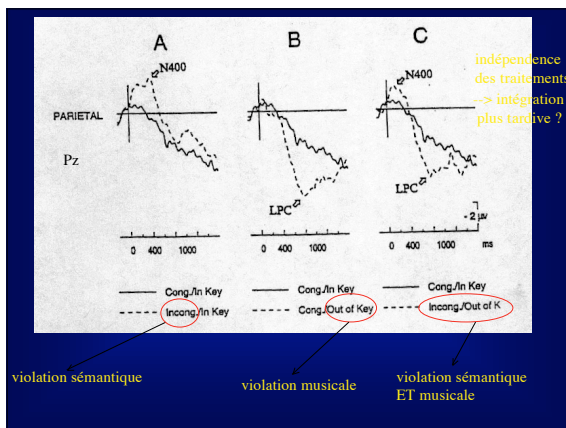 A
B
C
N400
N400
indépendence
des traitements
--> intégration
plus tardive ?
PARIETAL
Pz
LPC
LPC
- 2 µv
0 400 1000
0 400 1000
0 400 1000 ms
Cong./In Key
Cong./In Key
Cong./In Key
Incong./In Key
Cong./Out of Key
Incong./Out of K
violation sémantique
violation musicale
violation sémantique
ET musicale